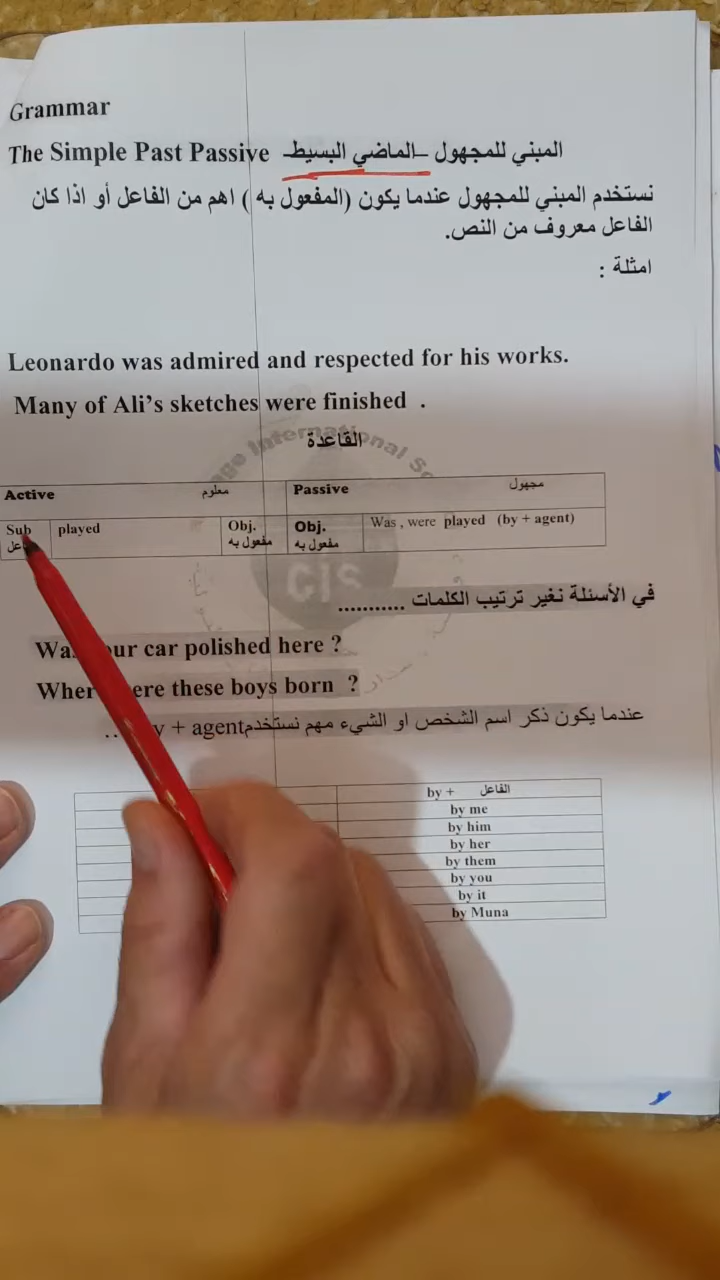 Grammar
The Simple Past Passive المبني للمجهول –الماضي البسيط-
نستخدم المبني للمجهول عندما يكون (المفعول به ) اهم من الفاعل أو اذا كان
الفاعل معروف من النص.
امثلة :
Leonardo was admired and respected for his works.
Many of Ali's sketches were finished .
القاعدة
Active معلوم Passive مجهول
Sub played Obj. Obj. Was , were played (by + agent)
مفعول به مفعول به
في الأسئلة نغير ترتيب الكلمات ...........
car polished here ?
these boys born ?
عندما يكون ذكر اسم الشخص او الشيء مهم نستخدم + agent
by + الفاعل
by me
by him
by her
by them
by you
by it
by Muna
CIS